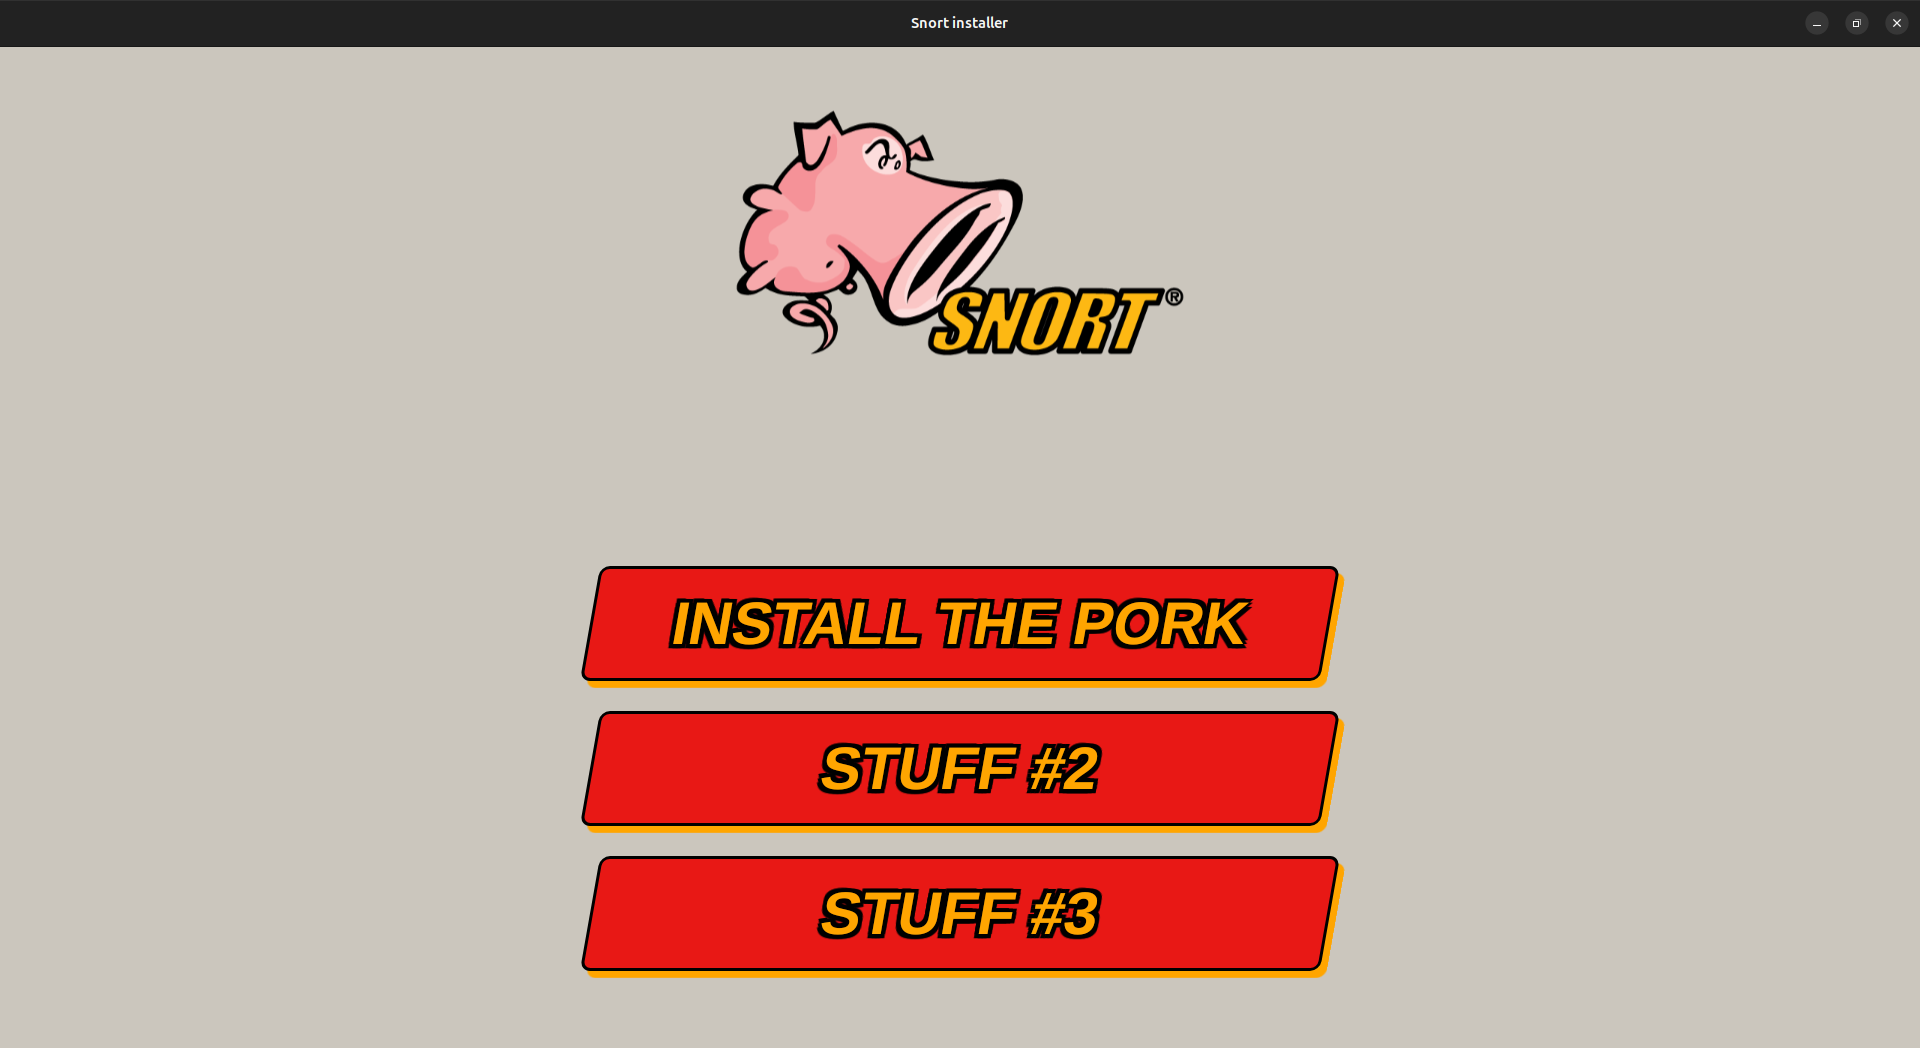 Snort installer
SNORT®
INSTALL THE PORK
STUFF #2
STUFF #3